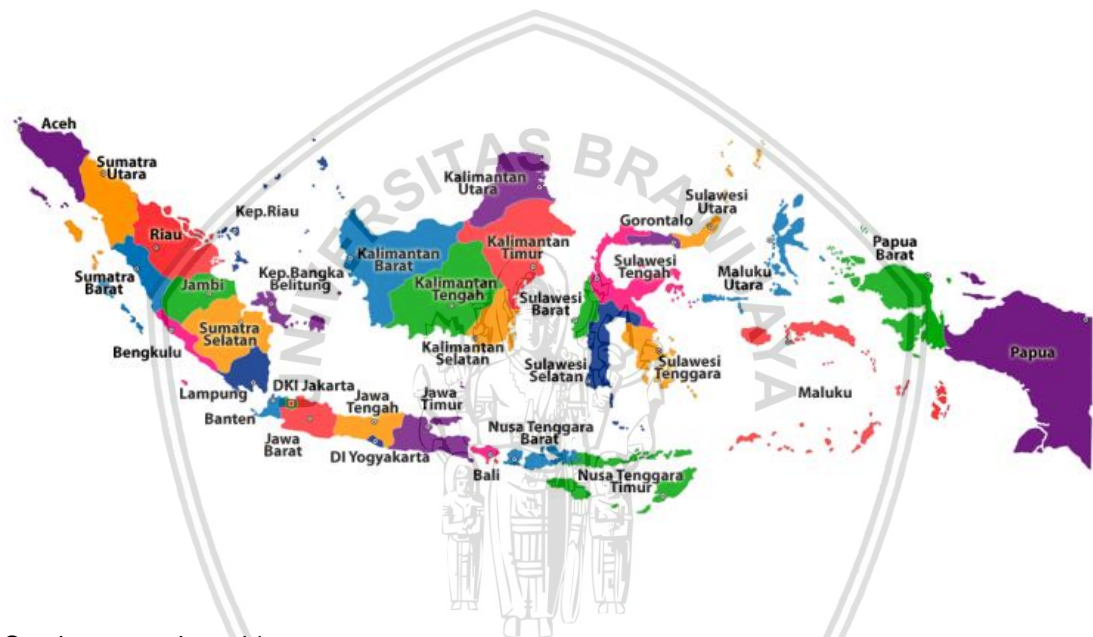 UNIVERSITAS BRAWIJAYA
Aceh
Sumatra
Utara
Kep.Riau
Riau
Sumatra
Barat
Jambi
Kep.Bangka
Belitung
Sumatra
Selatan
Bengkulu
Lampung
DKI Jakarta
Banten
Jawa
Barat
Jawa
Tengah
DI Yogyakarta
Jawa
Timur
Bali
Nusa Tenggara
Barat
Nusa Tenggara
Timur
Kalimantan
Utara
Kalimantan
Barat
Kalimantan
Timur
Kalimantan
Tengah
Kalimantan
Selatan
Sulawesi
Utara
Gorontalo
Sulawesi
Tengah
Sulawesi
Barat
Sulawesi
Selatan
Sulawesi
Tenggara
Maluku
Utara
Maluku
Papua
Barat
Papua